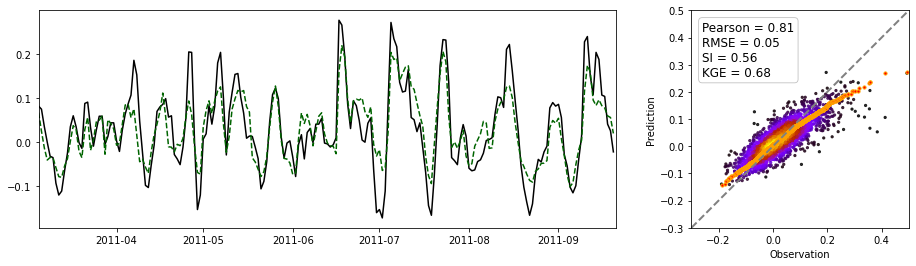 0.2
0.1
0.0
−0.1
2011-04 2011-05 2011-06 2011-07 2011-08 2011-09
0.5
0.4
0.3
0.2
0.1
0.0
−0.1
−0.2
−0.3
Prediction
Pearson = 0.81
RMSE = 0.05
SI = 0.56
KGE = 0.68
−0.2 0.0 0.2 0.4
Observation